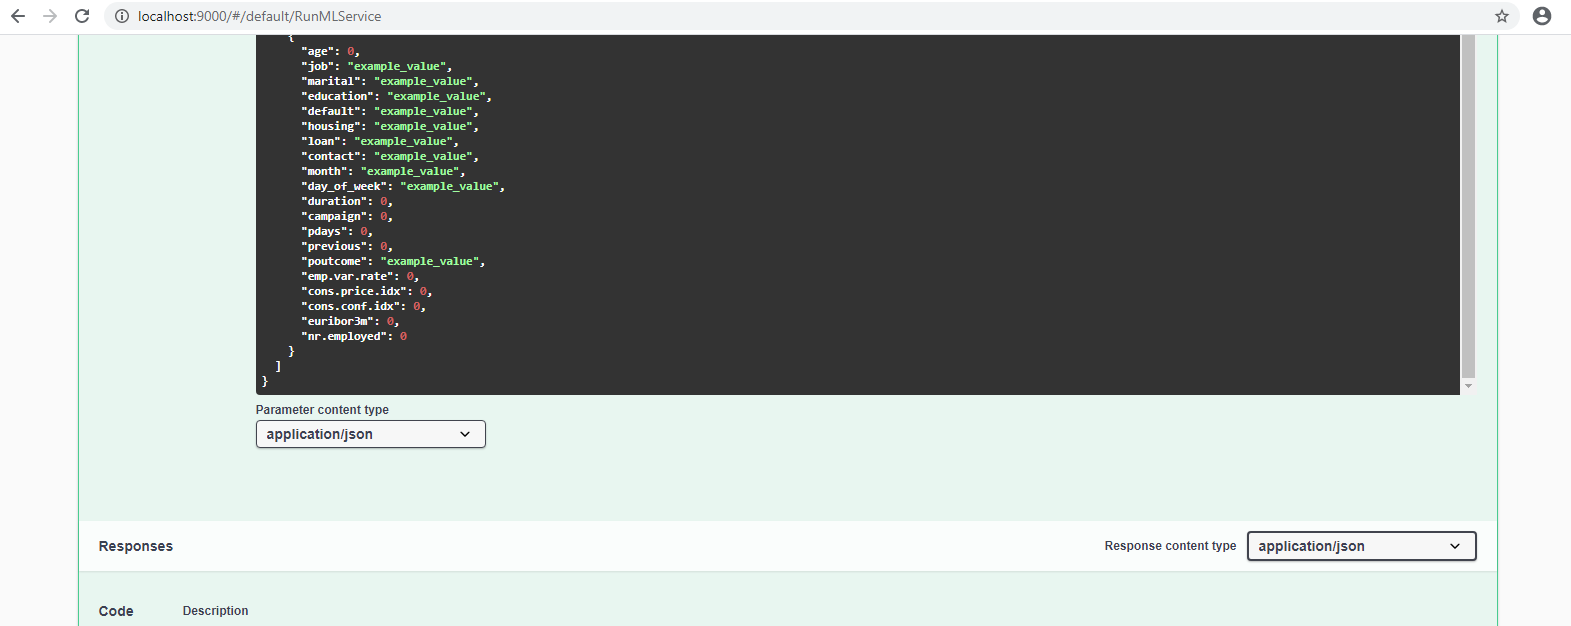 localhost:9000/#/default/RunMLService
{
"age": 0,
"job": "example_value",
"marital": "example_value",
"education": "example_value",
"default": "example_value",
"housing": "example_value",
"loan": "example_value",
"contact": "example_value",
"month": "example_value",
"day_of_week": "example_value",
"duration": 0,
"campaign": 0,
"pdays": 0,
"previous": 0,
"poutcome": "example_value",
"emp.var.rate": 0,
"cons.price.idx": 0,
"cons.conf.idx": 0,
"euribor3m": 0,
"nr.employed": 0
}
]
}
Parameter content type
application/json
Responses
Response content type
application/json
Code Description